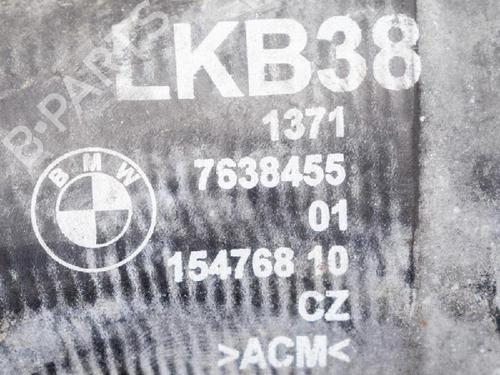 B-PARTS
LKB38
1371
BMW
7638455
01
154768 10
CZ
>ACM<